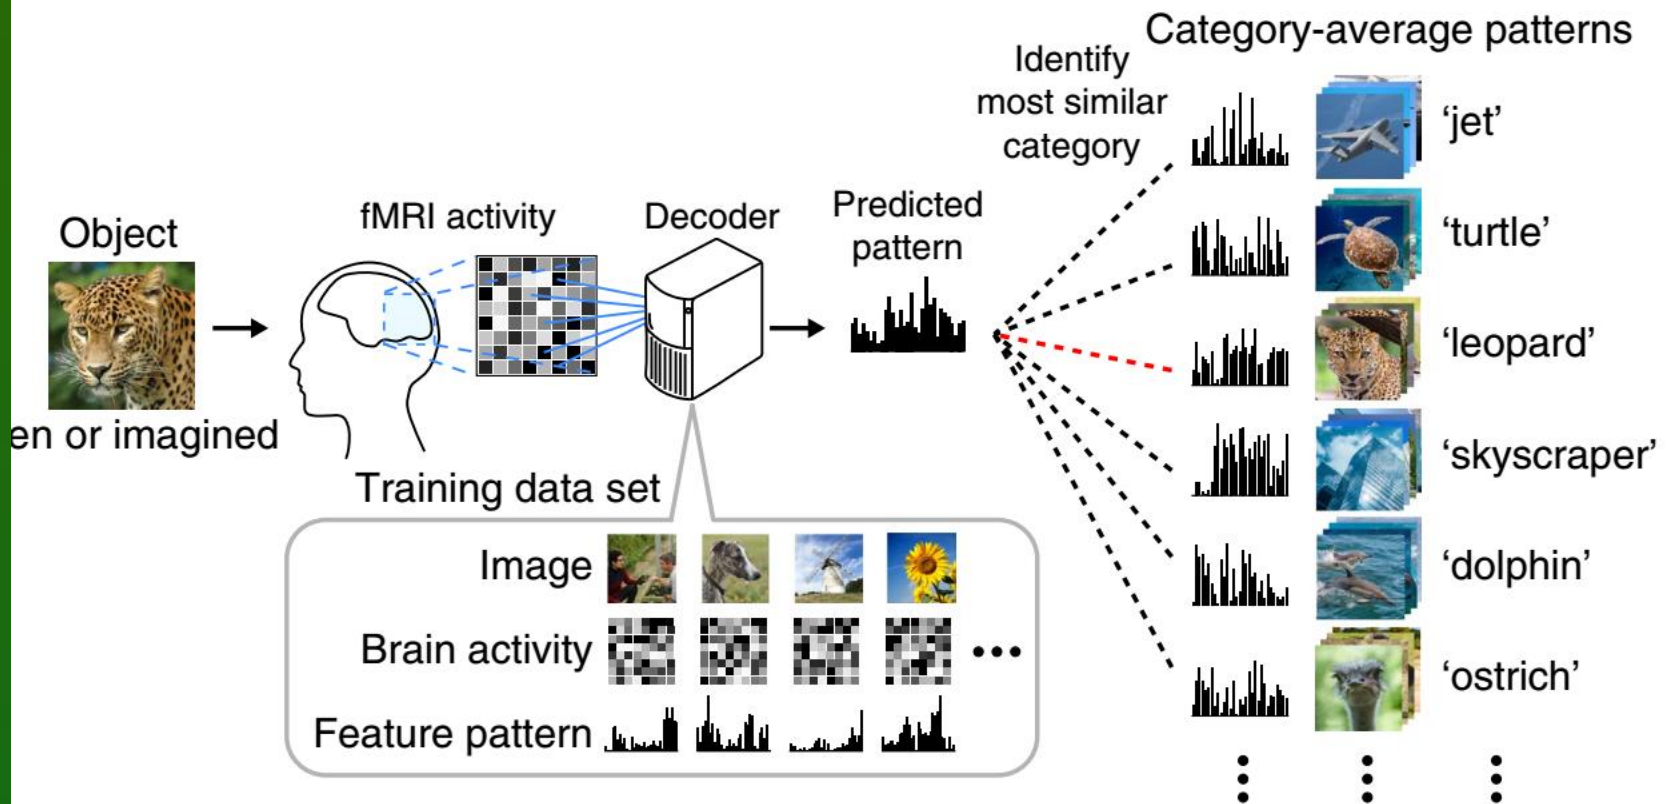 Category-average patterns
Identify
most similar
category
'jet'
'turtle'
'leopard'
'skyscraper'
'dolphin'
'ostrich'
Object
en or imagined
fMRI activity
Decoder
Predicted
pattern
Training data set
Image
Brain activity
Feature pattern